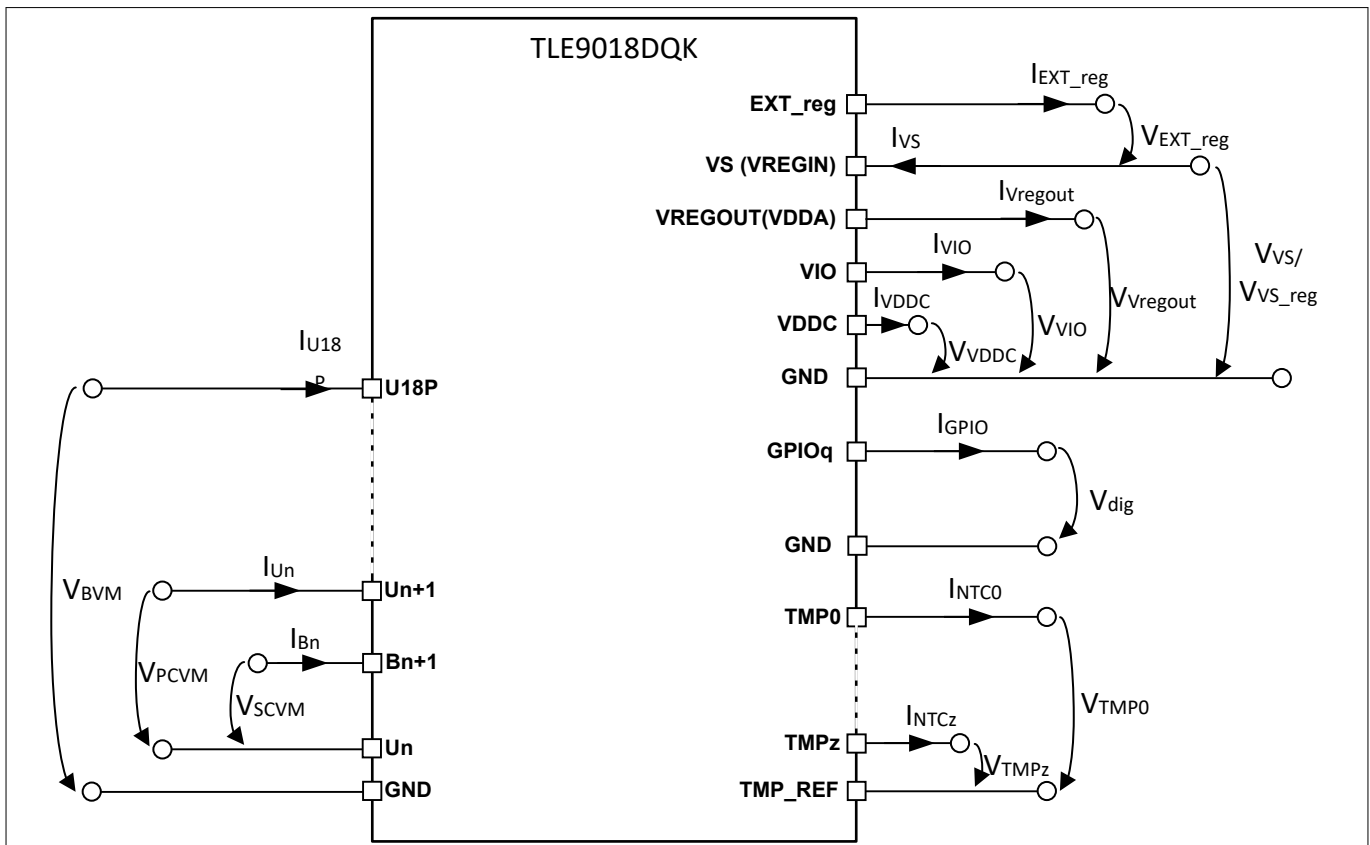 TLE9018DQK
EXT_reg
IEXT_reg
VEXT_reg
VS (VREGIN)
IVS
VREGOUT(VDDA)
IVregout
VIO
IVIO
VVS/
VVS_reg
VVregout
VDDC
IVDDC
VVIO
VVDDC
GND
IU18
P
U18P
GPIOq
IGPIO
Vdig
GND
VBVM
IUn
Un+1
TMP0
INTC0
IBn
Bn+1
VPCVM
VSCVM
VTMP0
INTCz
Un
TMPz
VTMPz
GND
TMP_REF